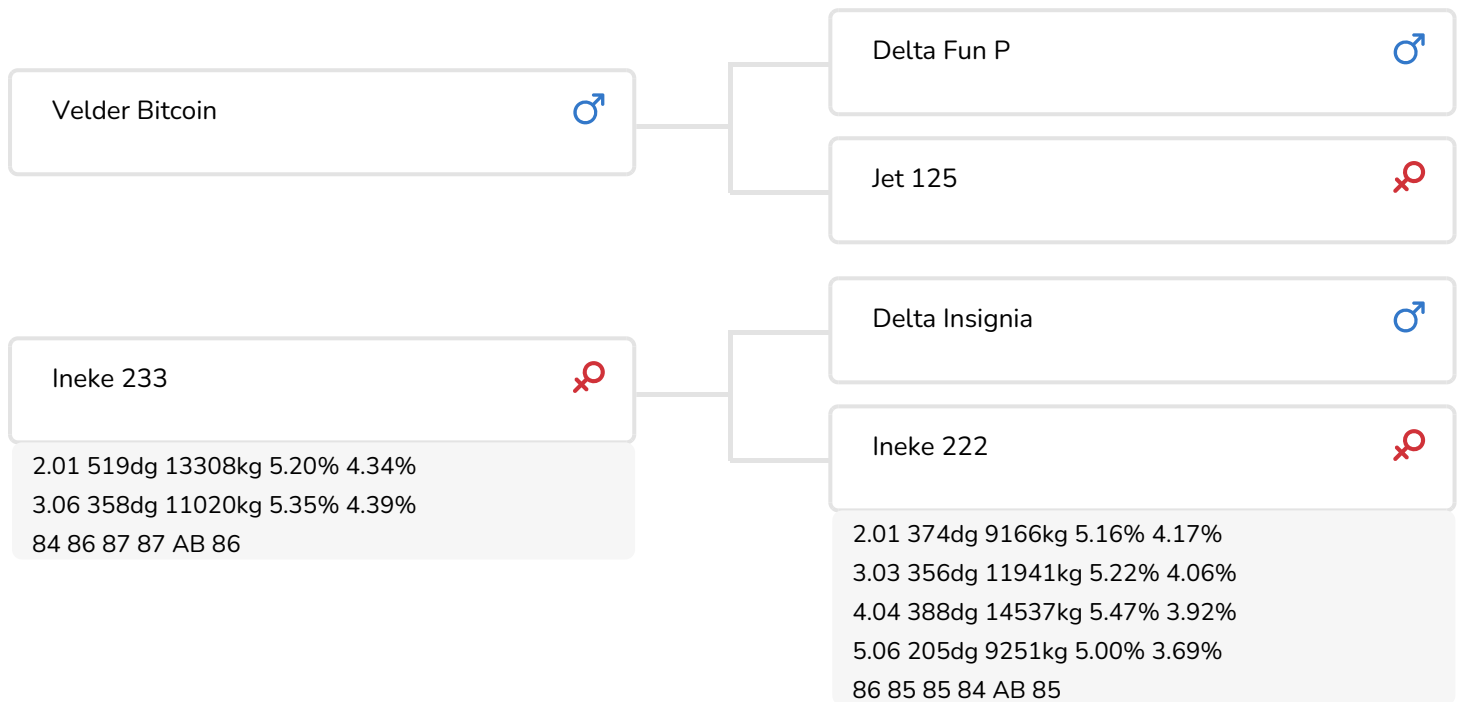 Velder Bitcoin
Delta Fun P
Jet 125
Ineke 233
2.01 519dg 13308kg 5.20% 4.34%
3.06 358dg 11020kg 5.35% 4.39%
84 86 87 87 AB 86
Delta Insignia
Ineke 222
2.01 374dg 9166kg 5.16% 4.17%
3.03 356dg 11941kg 5.22% 4.06%
4.04 388dg 14537kg 5.47% 3.92%
5.06 205dg 9251kg 5.00% 3.69%
86 85 85 84 AB 85